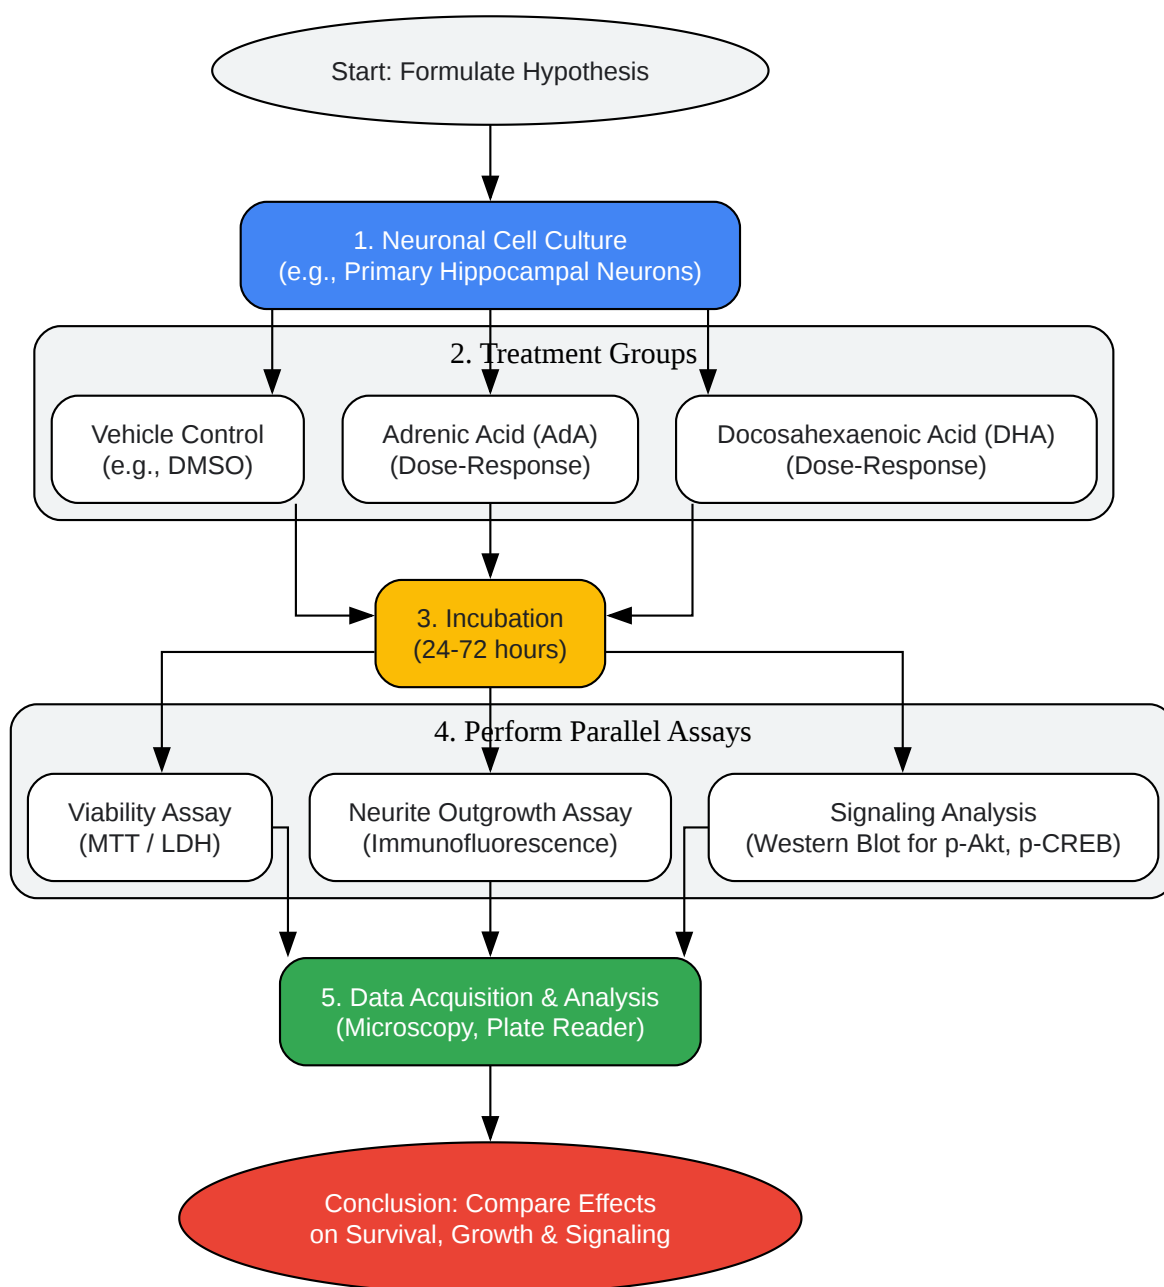 Start: Formulate Hypothesis
1. Neuronal Cell Culture
(e.g., Primary Hippocampal Neurons)
2. Treatment Groups
Vehicle Control
(e.g., DMSO)
Adrenic Acid (AdA)
(Dose-Response)
Docosahexaenoic Acid (DHA)
(Dose-Response)
3. Incubation
(24-72 hours)
4. Perform Parallel Assays
Viability Assay
(MTT / LDH)
Neurite Outgrowth Assay
(Immunofluorescence)
Signaling Analysis
(Western Blot for p-Akt, p-CREB)
5. Data Acquisition & Analysis
(Microscopy, Plate Reader)
Conclusion: Compare Effects
on Survival, Growth & Signaling